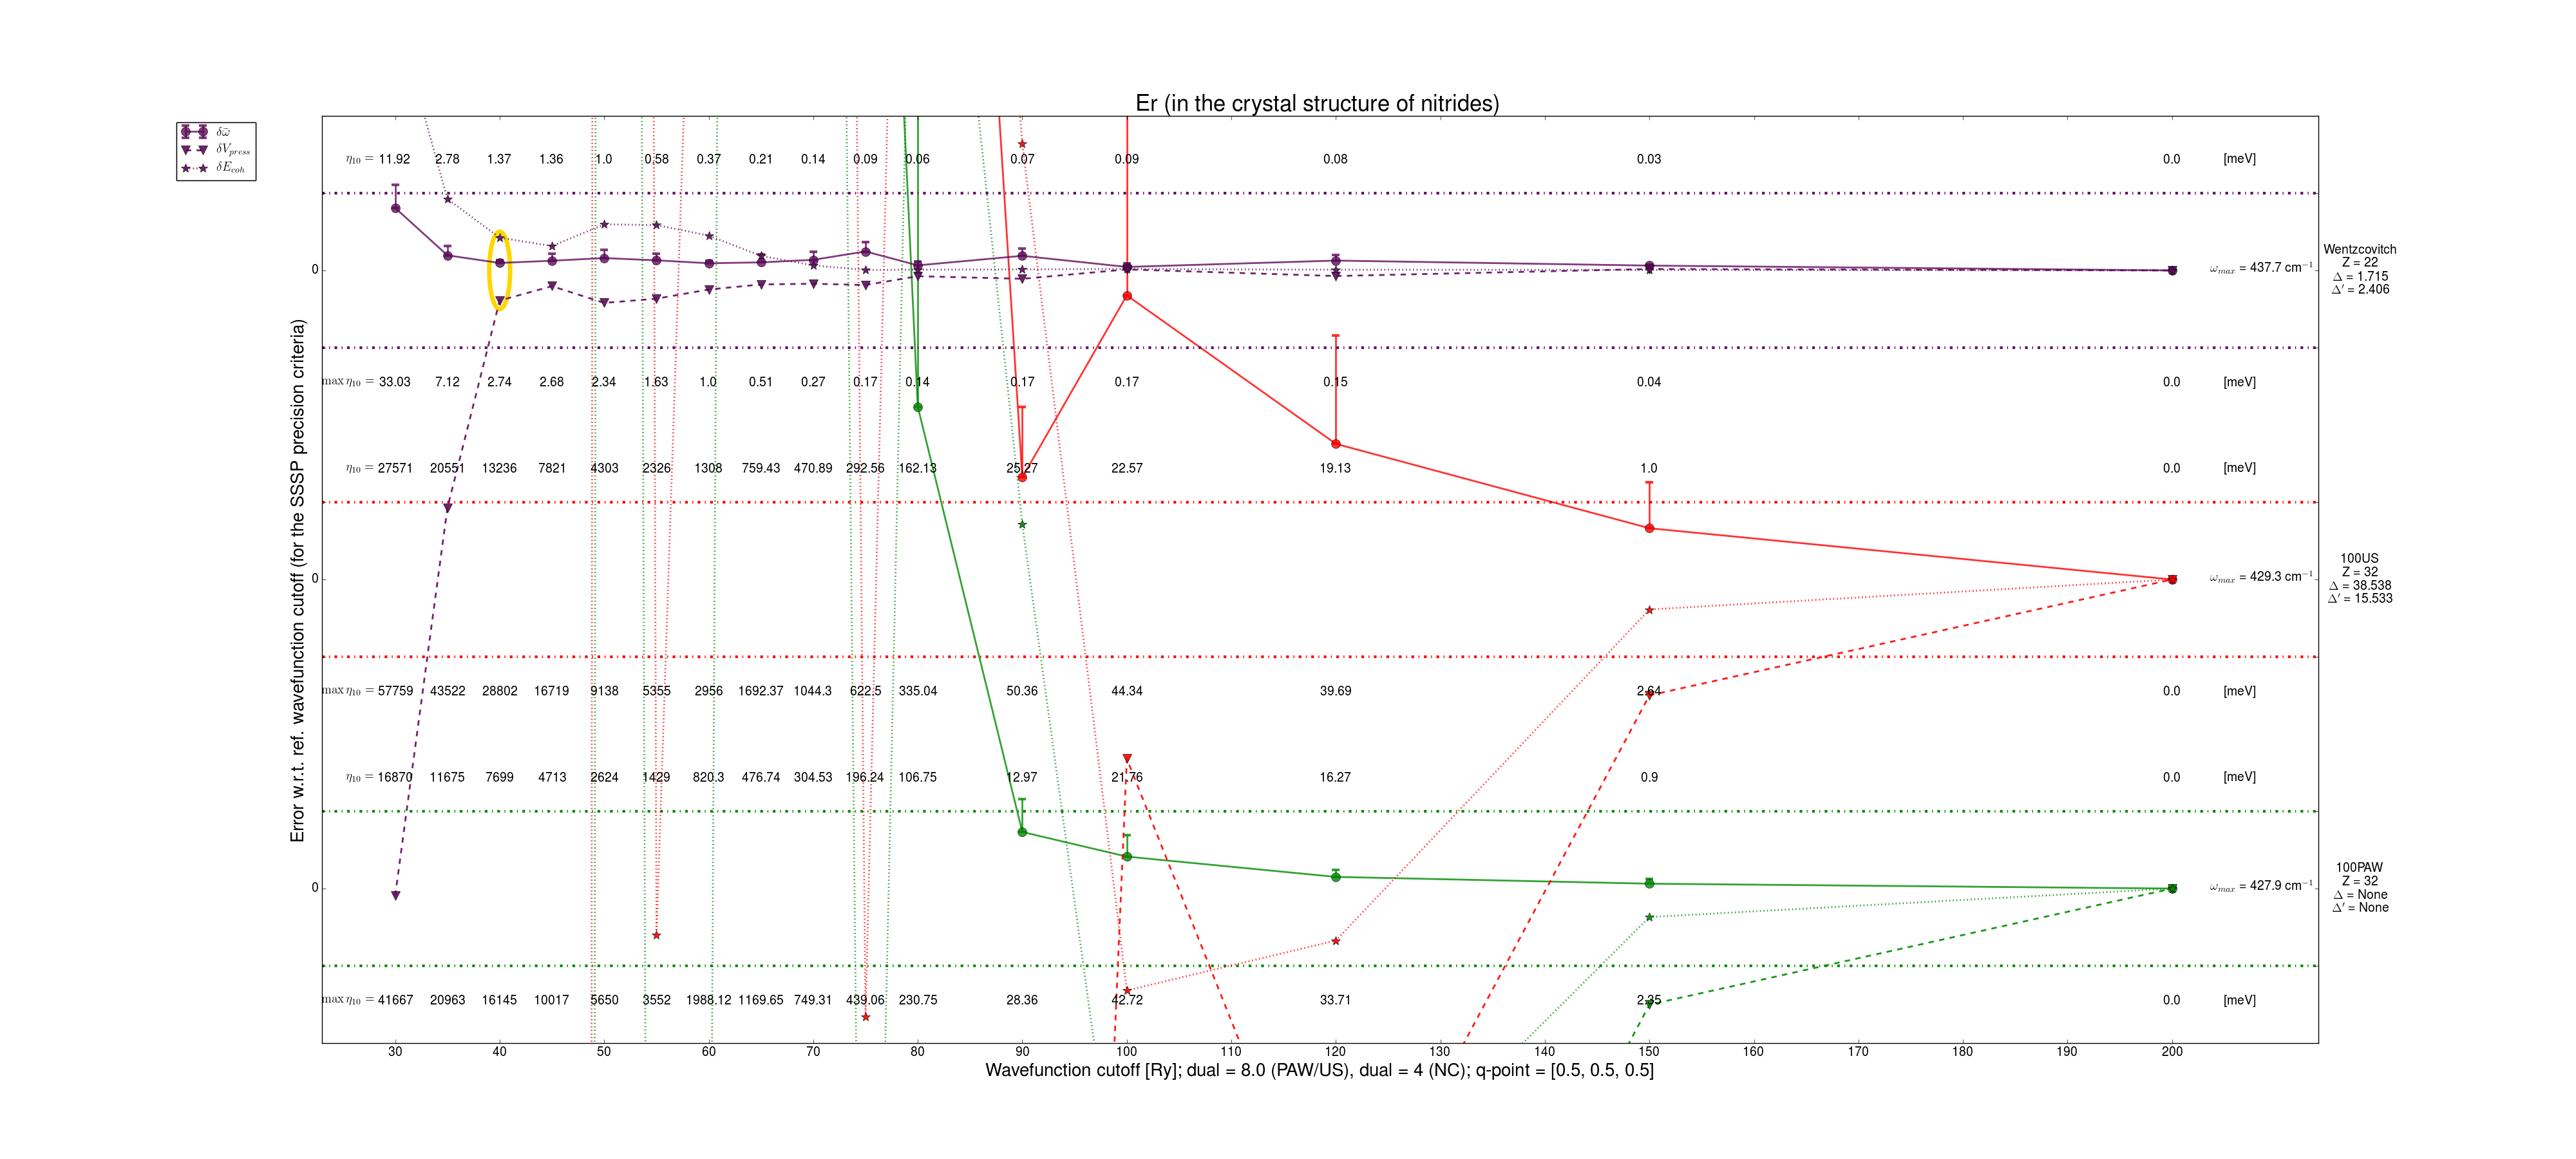 Er (in the crystal structure of nitrides)
δω̄
δV_press
δE_coh
η₁₀ = 11.92 2.78 1.37 1.36 1.0 0.58 0.37 0.21 0.14 0.09 0.06 0.07 0.09 0.08 0.03 0.0 [meV]
0
ω_max = 437.7 cm⁻¹
Wentzcovitch
Z = 22
Δ = 1.715
Δ' = 2.406
max η₁₀ = 33.03 7.12 2.74 2.68 2.34 1.63 1.0 0.51 0.27 0.17 0.14 0.17 0.17 0.15 0.04 0.0 [meV]
η₁₀ = 27571 20551 13236 7821 4303 2326 1308 759.43 470.89 292.56 162.13 25.27 22.57 19.13 1.0 0.0 [meV]
0
ω_max = 429.3 cm⁻¹
100US
Z = 32
Δ = 38.538
Δ' = 15.533
max η₁₀ = 57759 43522 28802 16719 9138 5355 2956 1692.37 1044.3 622.5 335.04 50.36 44.34 39.69 2.64 0.0 [meV]
η₁₀ = 16870 11675 7699 4713 2624 1429 820.3 476.74 304.53 196.24 106.75 12.97 21.76 16.27 0.9 0.0 [meV]
0
ω_max = 427.9 cm⁻¹
100PAW
Z = 32
Δ = None
Δ' = None
max η₁₀ = 41667 20963 16145 10017 5650 3552 1988.12 1169.65 749.31 439.06 230.75 28.36 42.72 33.71 2.35 0.0 [meV]
30 40 50 60 70 80 90 100 110 120 130 140 150 160 170 180 190 200
Wavefunction cutoff [Ry]; dual = 8.0 (PAW/US), dual = 4 (NC); q-point = [0.5, 0.5, 0.5]
Error w.r.t. ref. wavefunction cutoff (for the SSSP precision criteria)